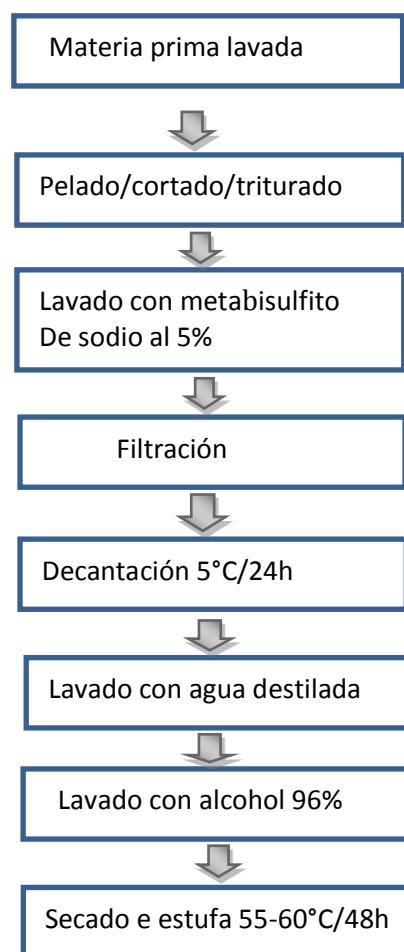 Materia prima lavada
Pelado/cortado/triturado
Lavado con metabisulfito
De sodio al 5%
Filtración
Decantación 5°C/24h
Lavado con agua destilada
Lavado con alcohol 96%
Secado e estufa 55-60°C/48h